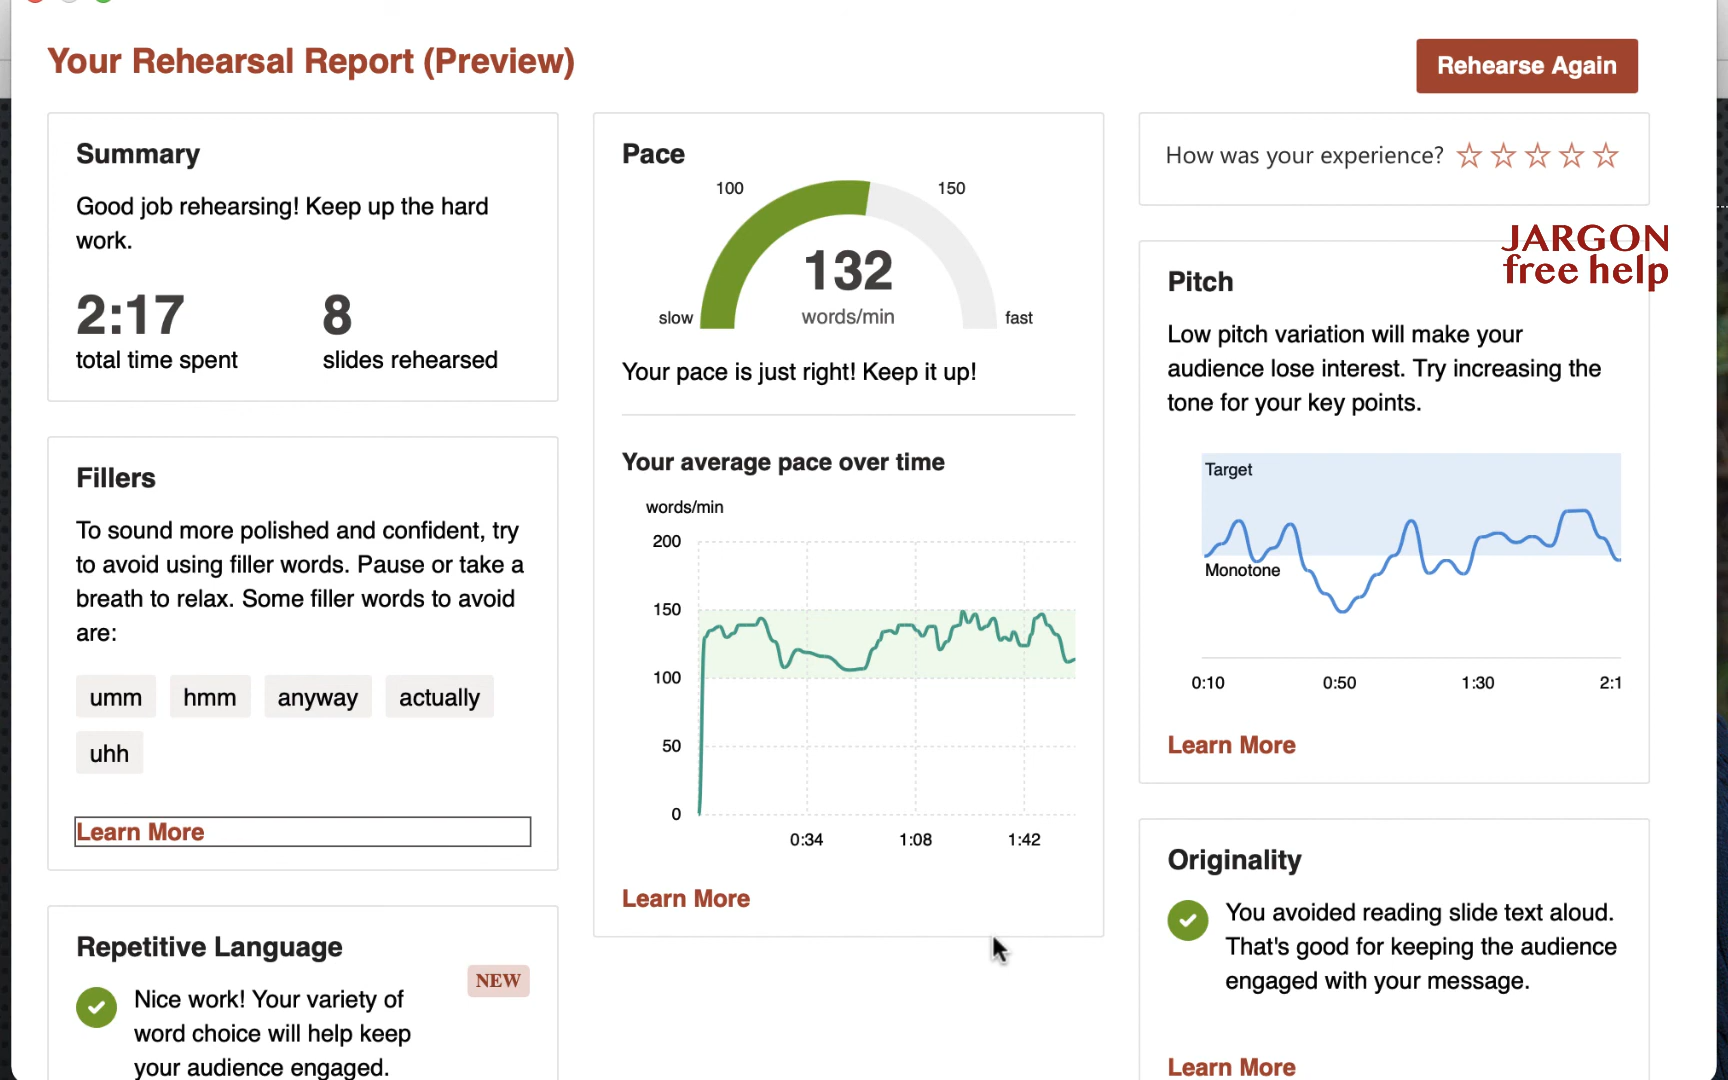 Your Rehearsal Report (Preview)
Rehearse Again
Summary
Good job rehearsing! Keep up the hard
work.
2:17
total time spent
8
slides rehearsed
Fillers
To sound more polished and confident, try
to avoid using filler words. Pause or take a
breath to relax. Some filler words to avoid
are:
umm
hmm
anyway
actually
uhh
Learn More
Repetitive Language
NEW
Nice work! Your variety of
word choice will help keep
your audience engaged.
Pace
100
150
132
words/min
slow
fast
Your pace is just right! Keep it up!
Your average pace over time
words/min
200
150
100
50
0
0:34
1:08
1:42
Learn More
How was your experience?
JARGON
free help
Pitch
Low pitch variation will make your
audience lose interest. Try increasing the
tone for your key points.
Target
Monotone
0:10
0:50
1:30
2:1
Learn More
Originality
You avoided reading slide text aloud.
That's good for keeping the audience
engaged with your message.
Learn More